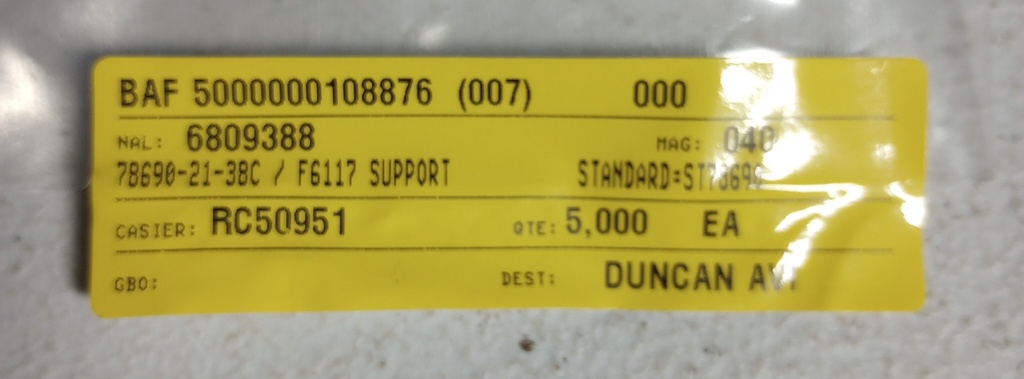 BAF 5000000108876 (007) 000
NAL: 6809388 MAG: 040
78690-21-38C / F6117 SUPPORT STANDARD=ST78690
CASIER: RC50951 QTE: 5,000 EA
GBO: DEST: DUNCAN